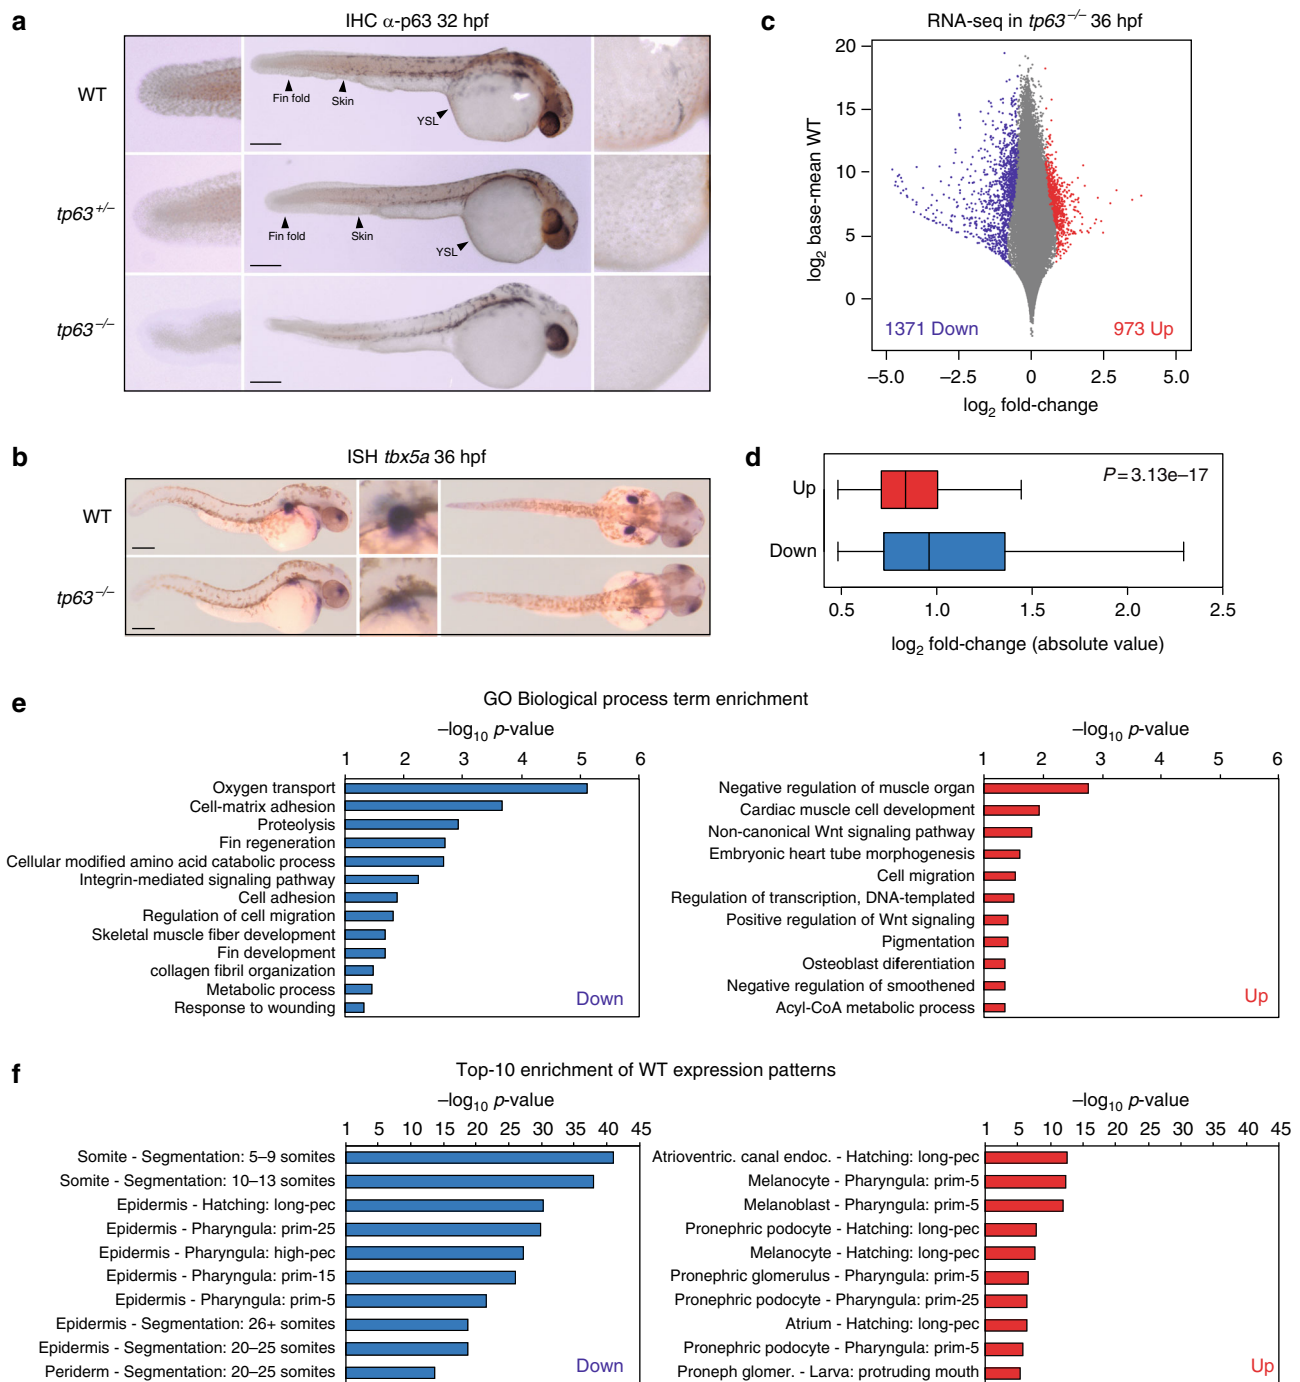 a
IHC α-p63 32 hpf
WT
Fin fold
Skin
YSL
tp63+/–
Fin fold
Skin
YSL
tp63–/–
b
ISH tbx5a 36 hpf
WT
tp63–/–
c
RNA-seq in tp63–/– 36 hpf
log2 base-mean WT
20
15
10
5
0
1371 Down
973 Up
–5.0 –2.5 0 2.5 5.0
log2 fold-change
d
Up
Down
P = 3.13e–17
0.5 1.0 1.5 2.0 2.5
log2 fold-change (absolute value)
e
GO Biological process term enrichment
–log10 p-value
1 2 3 4 5 6
Oxygen transport
Cell-matrix adhesion
Proteolysis
Fin regeneration
Cellular modified amino acid catabolic process
Integrin-mediated signaling pathway
Cell adhesion
Regulation of cell migration
Skeletal muscle fiber development
Fin development
collagen fibril organization
Metabolic process
Response to wounding
Down
–log10 p-value
1 2 3 4 5 6
Negative regulation of muscle organ
Cardiac muscle cell development
Non-canonical Wnt signaling pathway
Embryonic heart tube morphogenesis
Cell migration
Regulation of transcription, DNA-templated
Positive regulation of Wnt signaling
Pigmentation
Osteoblast diferentiation
Negative regulation of smoothened
Acyl-CoA metabolic process
Up
f
Top-10 enrichment of WT expression patterns
–log10 p-value
1 5 10 15 20 25 30 35 40 45
Somite - Segmentation: 5–9 somites
Somite - Segmentation: 10–13 somites
Epidermis - Hatching: long-pec
Epidermis - Pharyngula: prim-25
Epidermis - Pharyngula: high-pec
Epidermis - Pharyngula: prim-15
Epidermis - Pharyngula: prim-5
Epidermis - Segmentation: 26+ somites
Epidermis - Segmentation: 20–25 somites
Periderm - Segmentation: 20–25 somites
Down
–log10 p-value
1 5 10 15 20 25 30 35 40 45
Atrioventric. canal endoc. - Hatching: long-pec
Melanocyte - Pharyngula: prim-5
Melanoblast - Pharyngula: prim-5
Pronephric podocyte - Hatching: long-pec
Melanocyte - Hatching: long-pec
Pronephric glomerulus - Pharyngula: prim-5
Pronephric podocyte - Pharyngula: prim-25
Atrium - Hatching: long-pec
Pronephric podocyte - Pharyngula: prim-5
Proneph glomer. - Larva: protruding mouth
Up